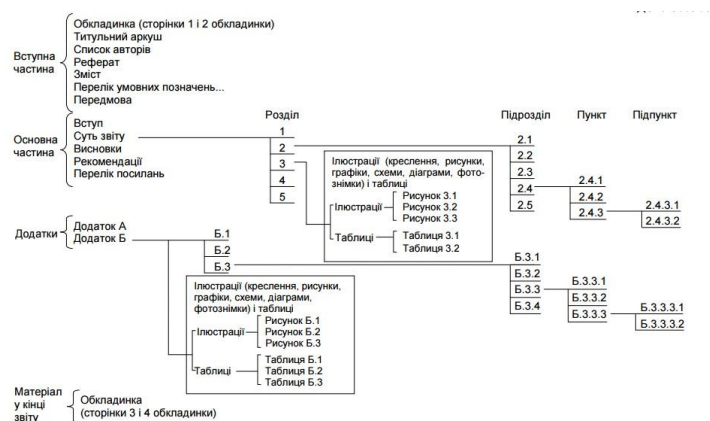 Вступна
частина
Обкладинка (сторінки 1 і 2 обкладинки)
Титульний аркуш
Список авторів
Реферат
Зміст
Перелік умовних позначень...
Передмова
Розділ
Підрозділ
Пункт
Підпункт
Основна
частина
Вступ
Суть звіту
Висновки
Рекомендації
Перелік посилань
1
2
3
4
5
2.1
2.2
2.3
2.4
2.5
2.4.1
2.4.2
2.4.3
2.4.3.1
2.4.3.2
Ілюстрації (креслення, рисунки,
графіки, схеми, діаграми, фото-
знімки) і таблиці
Ілюстрації
Рисунок 3.1
Рисунок 3.2
Рисунок 3.3
Таблиці
Таблиця 3.1
Таблиця 3.2
Додатки
Додаток А
Додаток Б
Б.1
Б.2
Б.3
Б.3.1
Б.3.2
Б.3.3
Б.3.4
Б.3.3.1
Б.3.3.2
Б.3.3.3
Б.3.3.3.1
Б.3.3.3.2
Ілюстрації (креслення, рисунки,
графіки, схеми, діаграми,
фотознімки) і таблиці
Ілюстрації
Рисунок Б.1
Рисунок Б.2
Рисунок Б.3
Таблиці
Таблиця Б.1
Таблиця Б.2
Таблиця Б.3
Матеріал
у кінці
звіту
Обкладинка
(сторінки 3 і 4 обкладинки)